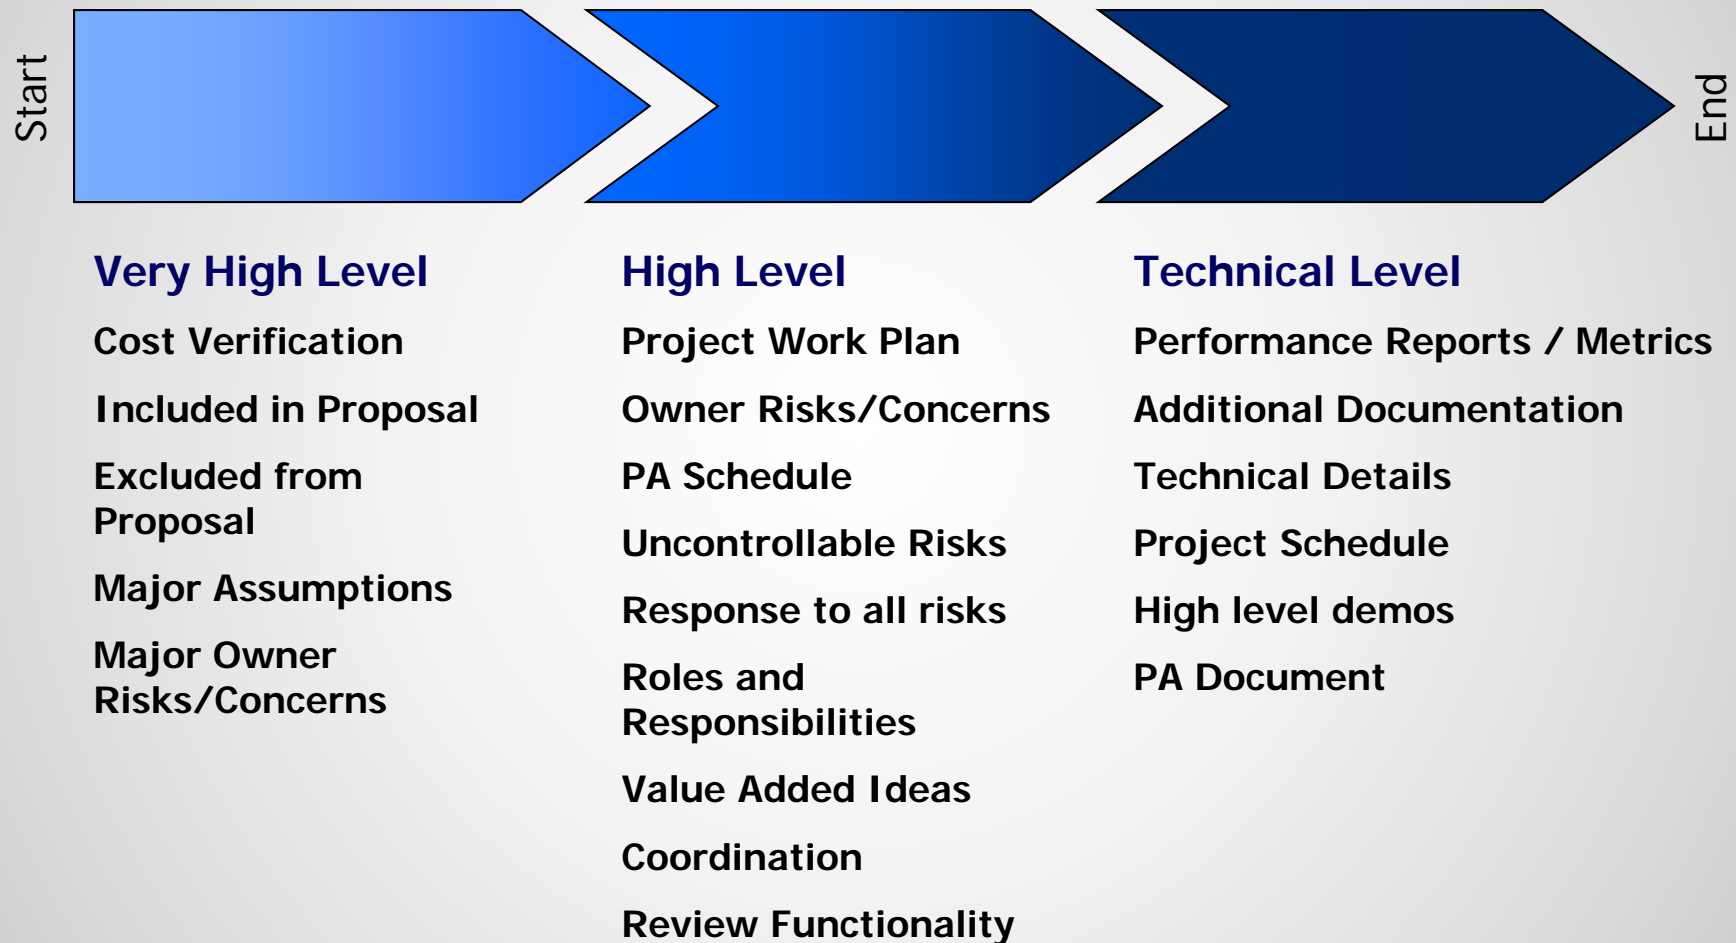 Start
End
Very High Level
Cost Verification
Included in Proposal
Excluded from
Proposal
Major Assumptions
Major Owner
Risks/Concerns
High Level
Project Work Plan
Owner Risks/Concerns
PA Schedule
Uncontrollable Risks
Response to all risks
Roles and
Responsibilities
Value Added Ideas
Coordination
Review Functionality
Technical Level
Performance Reports / Metrics
Additional Documentation
Technical Details
Project Schedule
High level demos
PA Document